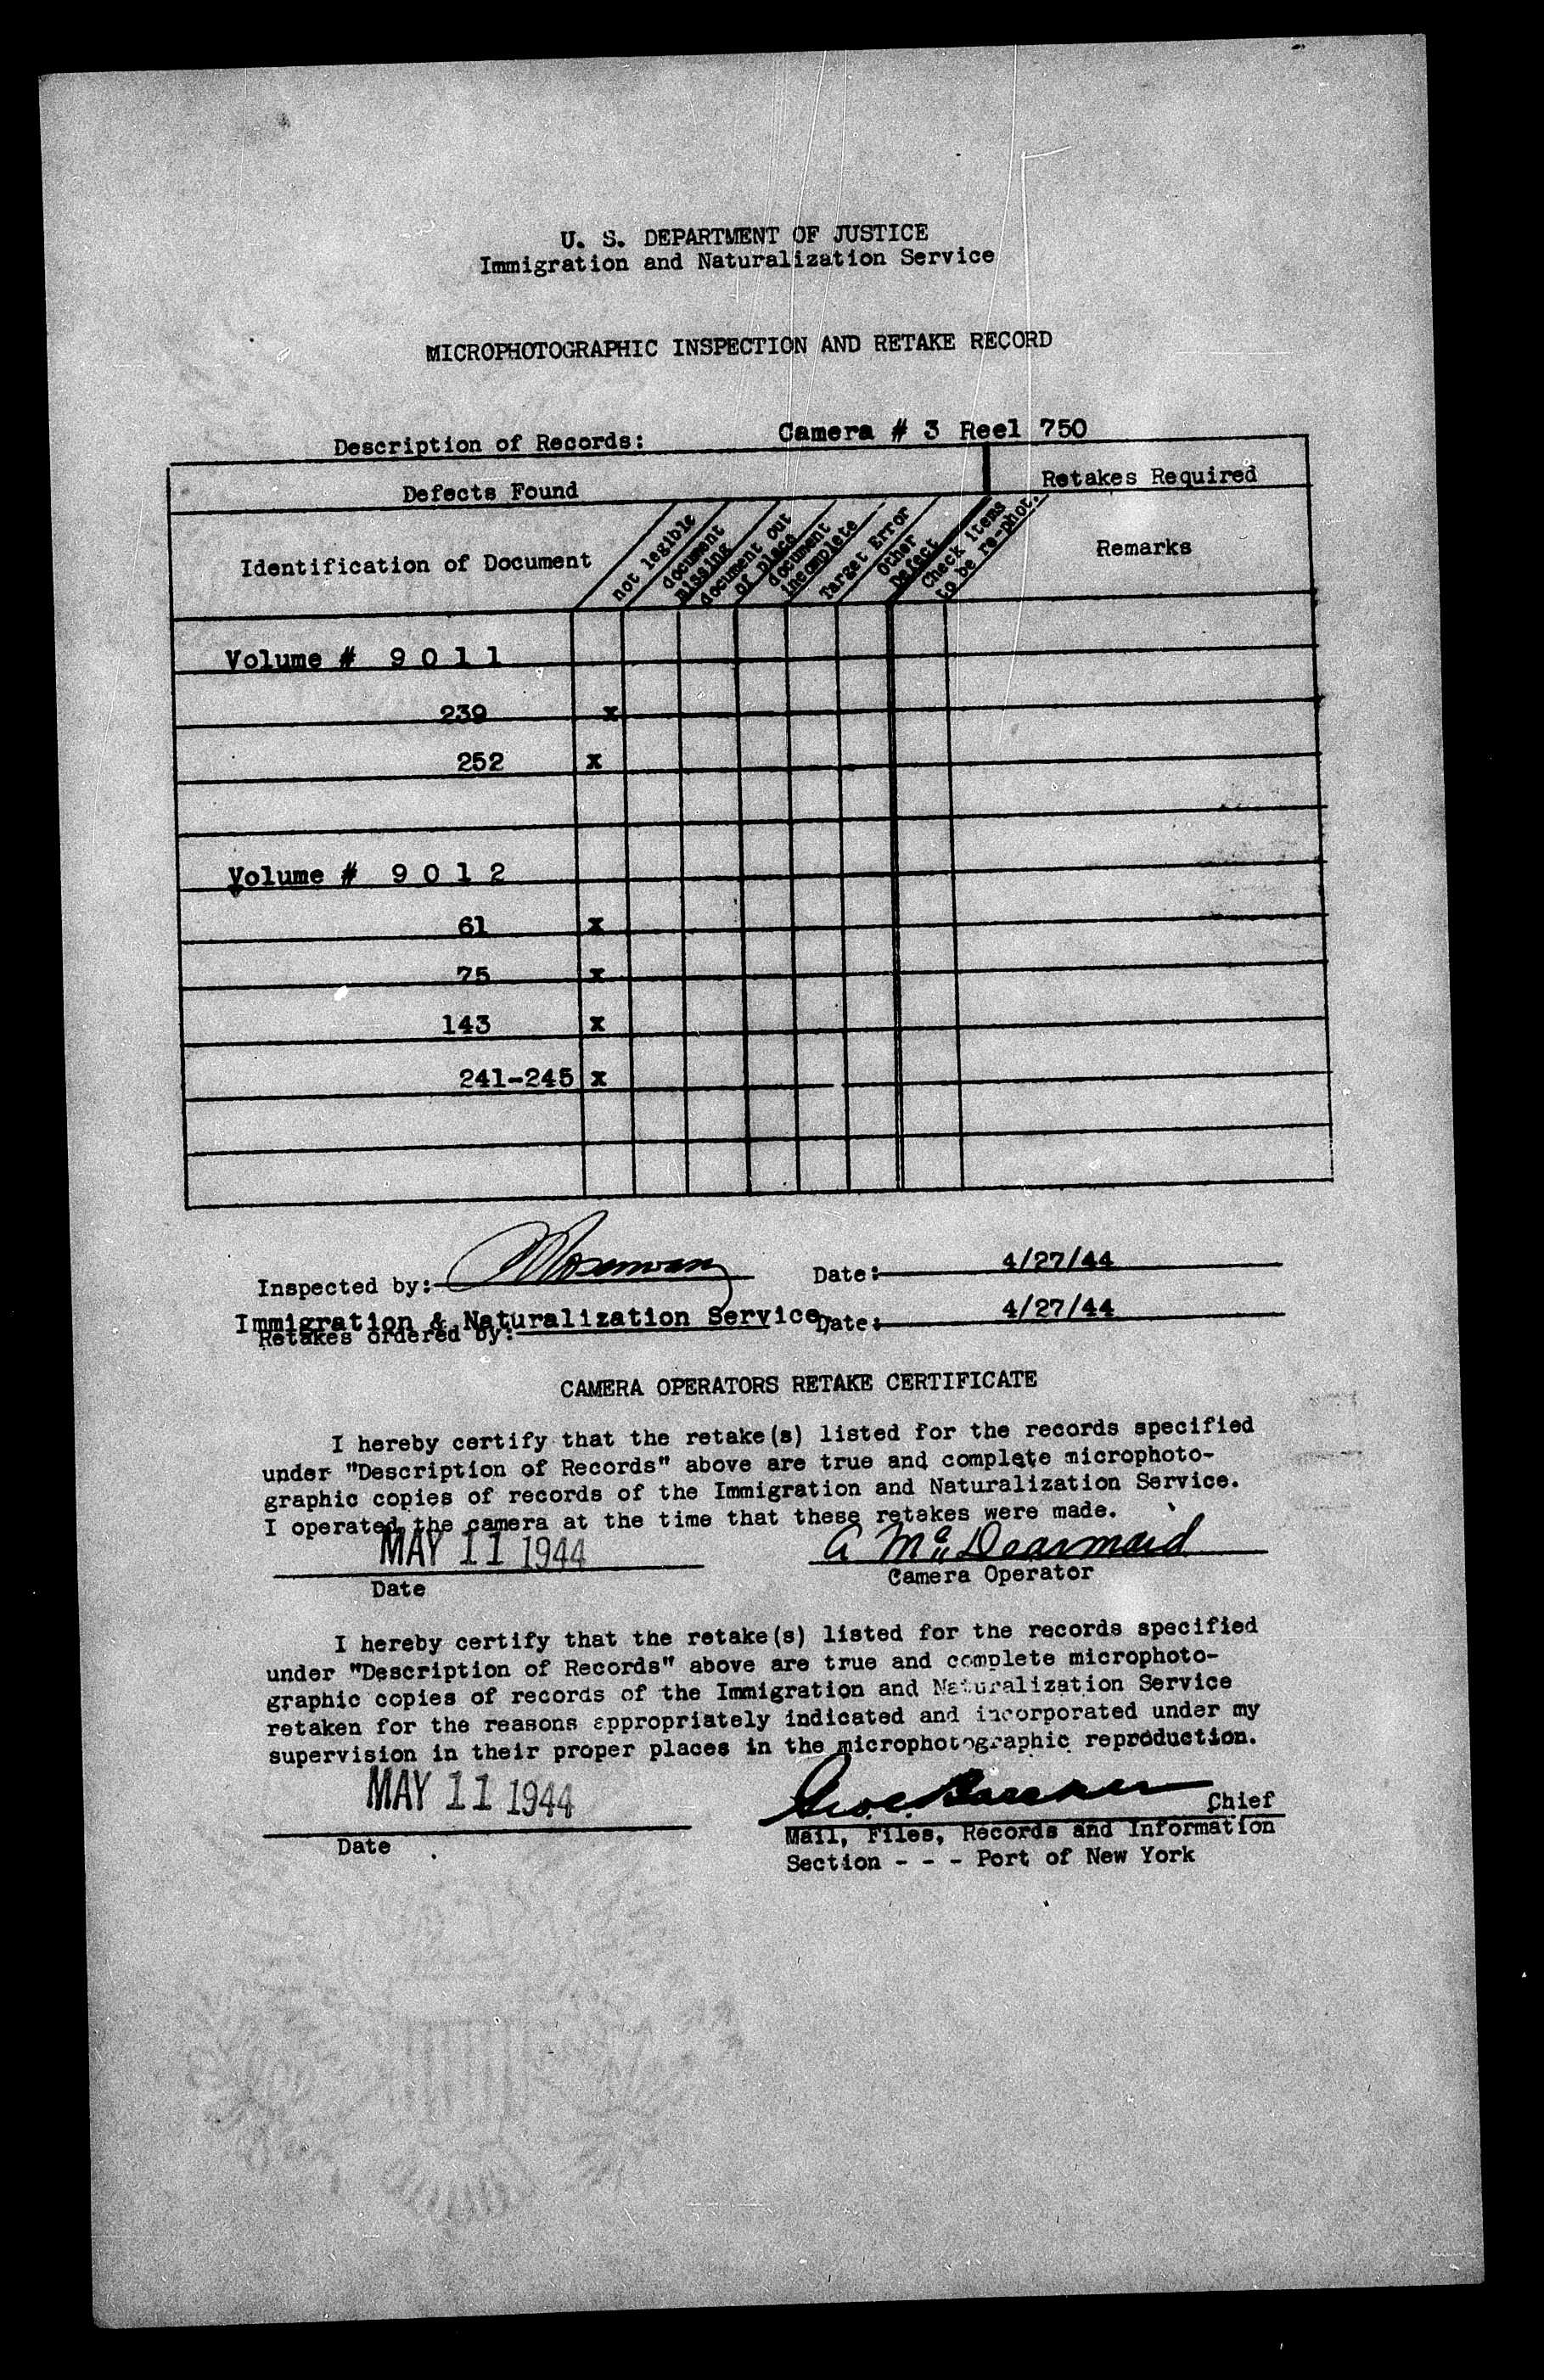 U. S. DEPARTMENT OF JUSTICE
Immigration and Naturalization Service
MICROPHOTOGRAPHIC INSPECTION AND RETAKE RECORD
Description of Records: Camera # 3 Reel 750
Defects Found
Retakes Required
Identification of Document
not legible
document missing
document out of place
document incomplete
Target Error
Other Defect
Check items to be re-phot.
Remarks
Volume # 9 0 1 1
239 x
252 x
Volume # 9 0 1 2
61 x
75 x
143 x
241-245 x
Inspected by: Date: 4/27/44
Immigration & Naturalization Service
Retakes ordered by: Date: 4/27/44
CAMERA OPERATORS RETAKE CERTIFICATE
I hereby certify that the retake(s) listed for the records specified
under "Description of Records" above are true and complete microphoto-
graphic copies of records of the Immigration and Naturalization Service.
I operated the camera at the time that these retakes were made.
MAY 11 1944
Date
Camera Operator
I hereby certify that the retake(s) listed for the records specified
under "Description of Records" above are true and complete microphoto-
graphic copies of records of the Immigration and Naturalization Service
retaken for the reasons appropriately indicated and incorporated under my
supervision in their proper places in the microphotographic reproduction.
MAY 11 1944
Date
Chief
Mail, Files, Records and Information
Section - - - Port of New York